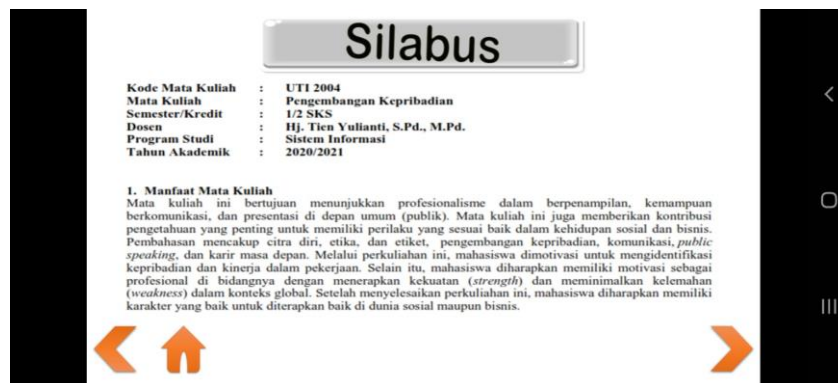 Silabus
Kode Mata Kuliah : UTI 2004
Mata Kuliah : Pengembangan Kepribadian
Semester/Kredit : 1/2 SKS
Dosen : Hj. Tien Yulianti, S.Pd., M.Pd.
Program Studi : Sistem Informasi
Tahun Akademik : 2020/2021
1. Manfaat Mata Kuliah
Mata kuliah ini bertujuan menunjukkan profesionalisme dalam berpenampilan, kemampuan
berkomunikasi, dan presentasi di depan umum (publik). Mata kuliah ini juga memberikan kontribusi
pengetahuan yang penting untuk memiliki perilaku yang sesuai baik dalam kehidupan sosial dan bisnis.
Pembahasan mencakup citra diri, etika, dan etiket, pengembangan kepribadian, komunikasi, public
speaking, dan karir masa depan. Melalui perkuliahan ini, mahasiswa dimotivasi untuk mengidentifikasi
kepribadian dan kinerja dalam pekerjaan. Selain itu, mahasiswa diharapkan memiliki motivasi sebagai
profesional di bidangnya dengan menerapkan kekuatan (strength) dan meminimalkan kelemahan
(weakness) dalam konteks global. Setelah menyelesaikan perkuliahan ini, mahasiswa diharapkan memiliki
karakter yang baik untuk diterapkan baik di dunia sosial maupun bisnis.